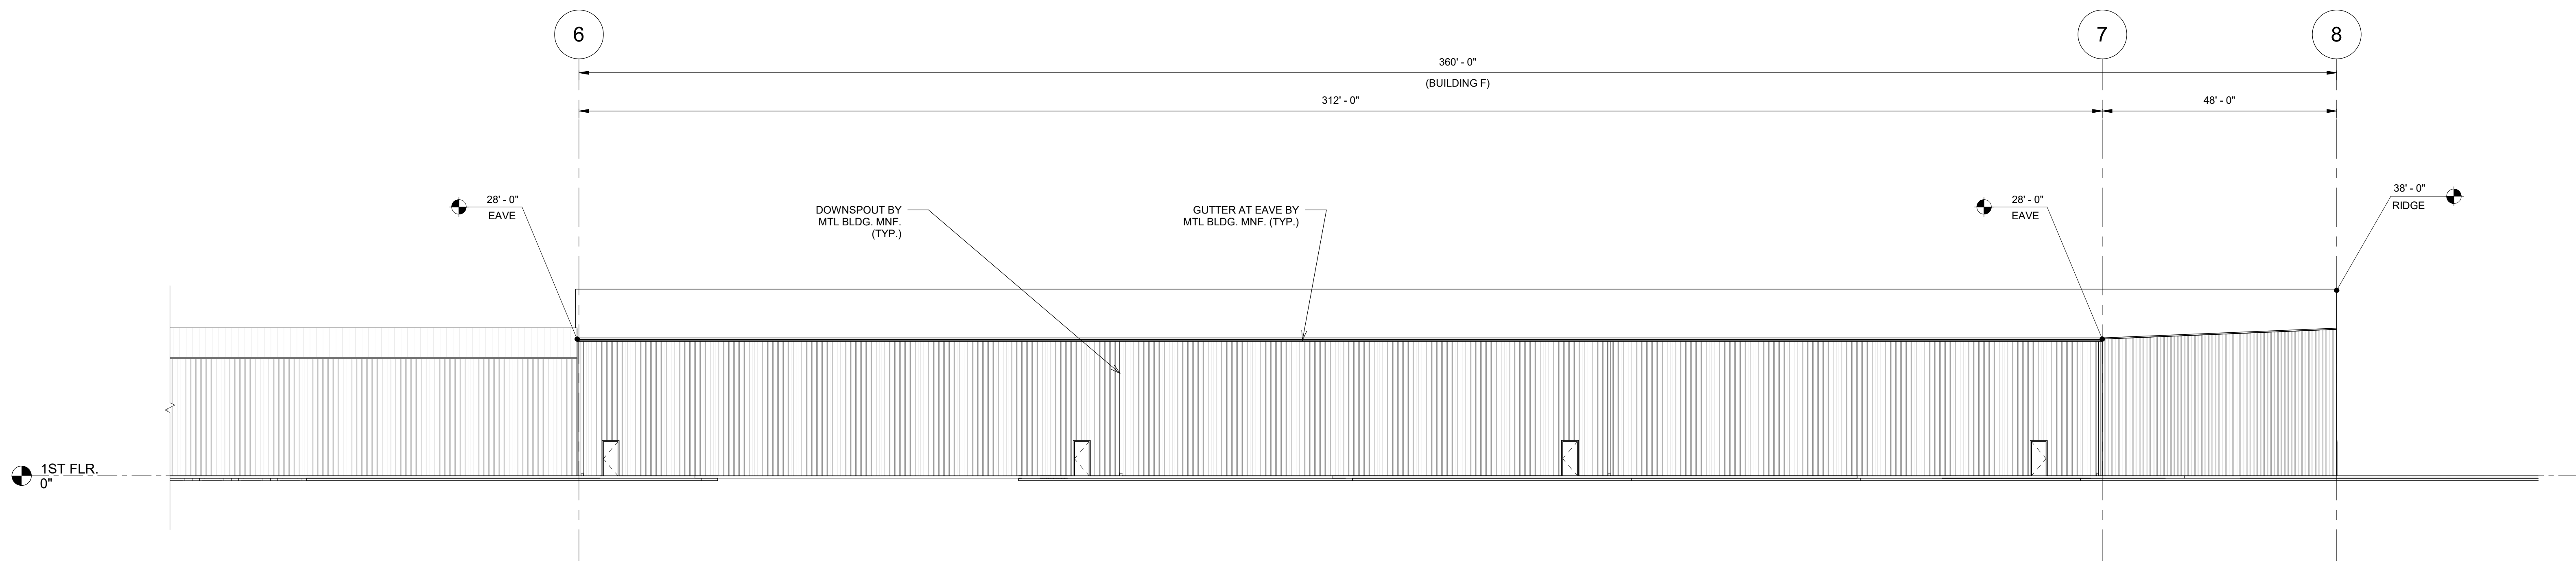 6
7
8
360' - 0"
(BUILDING F)
312' - 0"
48' - 0"
28' - 0"
EAVE
DOWNSPOUT BY
MTL BLDG. MNF.
(TYP.)
GUTTER AT EAVE BY
MTL BLDG. MNF. (TYP.)
28' - 0"
EAVE
38' - 0"
RIDGE
1ST FLR.
0"